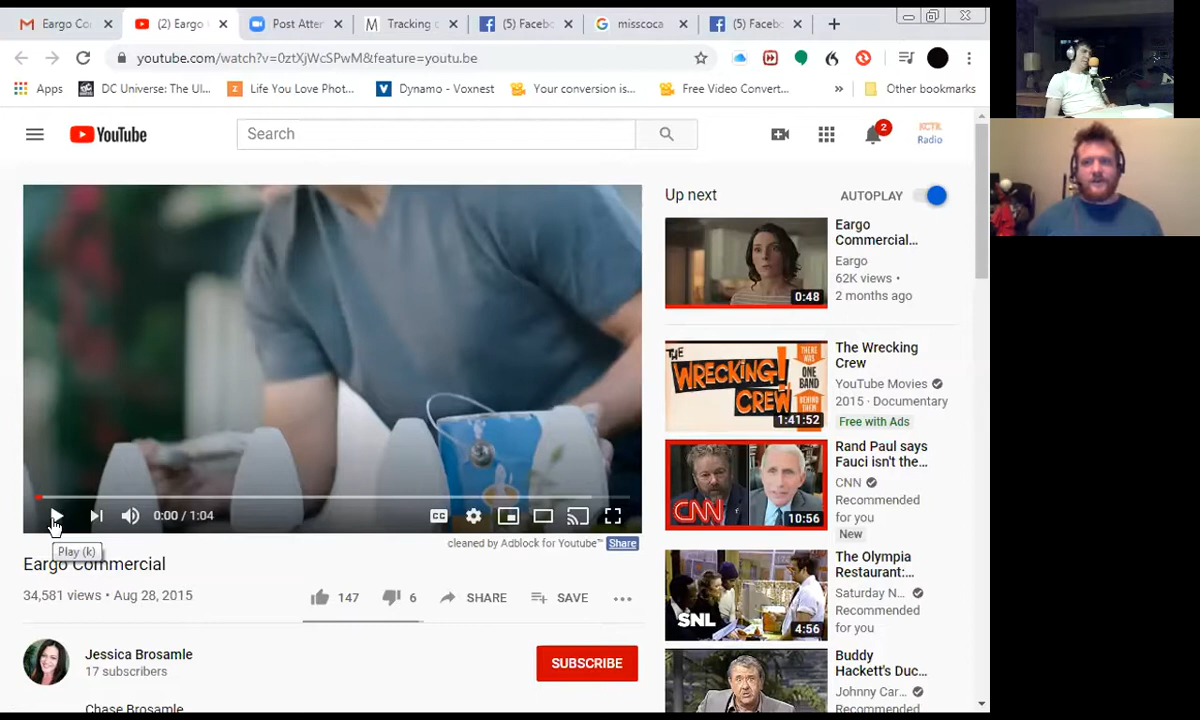 Eargo Co
(2) Eargo
Post Atter
Tracking c
(5) Faceb
misscoca
(5) Faceb
youtube.com/watch?v=0ztXjWcSPwM&feature=youtu.be
Apps
DC Universe: The Ul...
Life You Love Phot...
Dynamo - Voxnest
Your conversion is...
Free Video Convert...
»
Other bookmarks
YouTube
Search
2
KCTK
Radio
Up next
AUTOPLAY
Eargo
Commercial...
Eargo
62K views •
2 months ago
0:48
THE
WRECKING
CREW!
THERE WAS
ONE
BAND
BEHIND THEM
1:41:52
The Wrecking
Crew
YouTube Movies
2015 · Documentary
Free with Ads
CNN
10:56
Rand Paul says
Fauci isn't the...
CNN
Recommended
for you
New
SNL
4:56
The Olympia
Restaurant:...
Saturday N...
Recommended
for you
Buddy
Hackett's Duc...
Johnny Car...
Recommended
0:00 / 1:04
CC
cleaned by Adblock for Youtube™ Share
Play (k)
Eargo Commercial
34,581 views • Aug 28, 2015
147
6
SHARE
SAVE
Jessica Brosamle
17 subscribers
SUBSCRIBE
Chase Brosamle